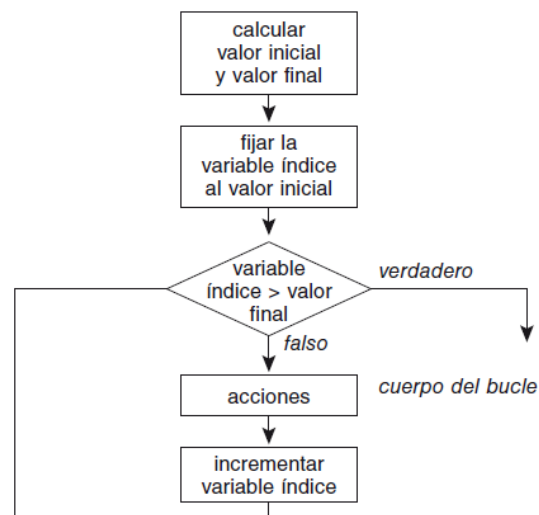 calcular
valor inicial
y valor final
fijar la
variable índice
al valor inicial
variable
índice > valor
final
verdadero
falso
acciones
cuerpo del bucle
incrementar
variable índice